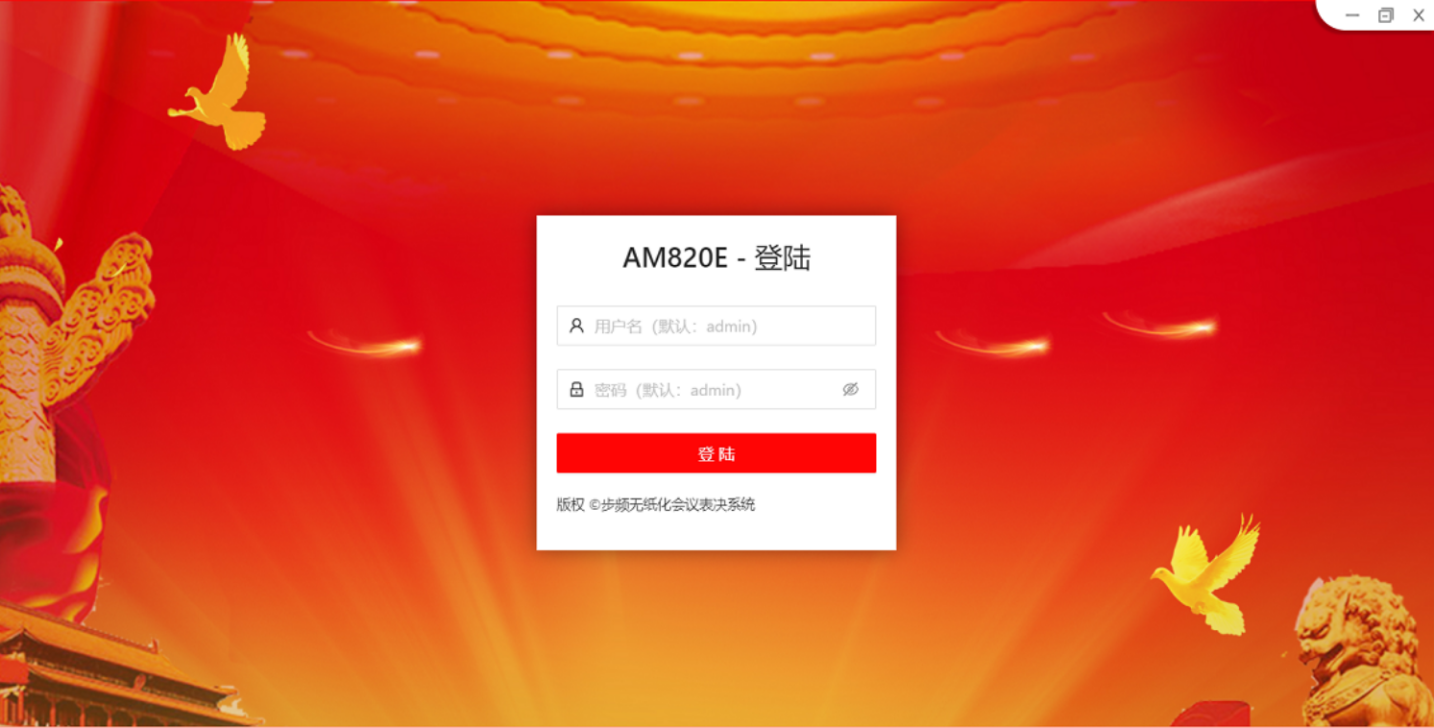 AM820E - 登陆
用户名（默认：admin）
密码（默认：admin）
登 陆
版权 ©步频无纸化会议表决系统